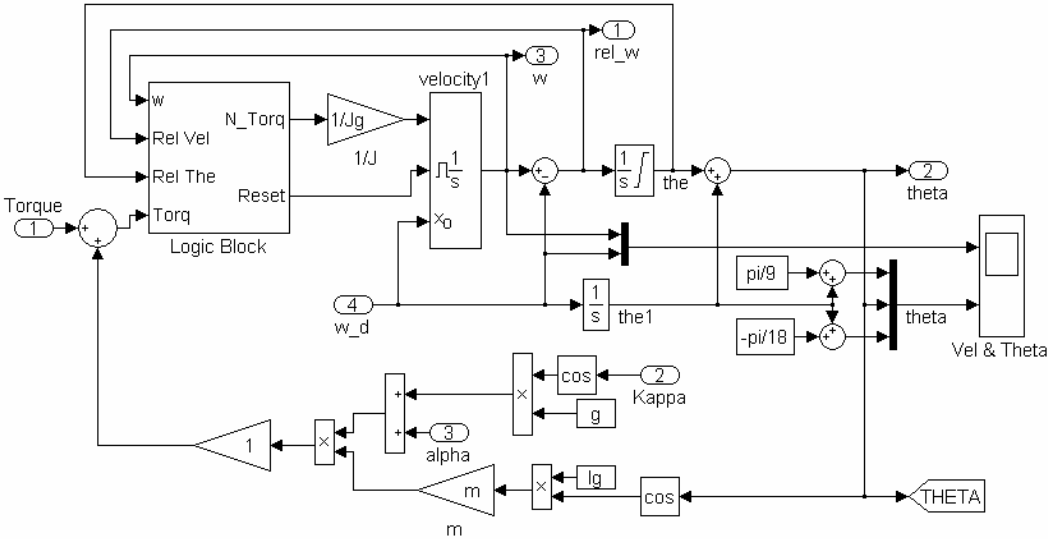 1
rel_w
3
w
velocity1
w
N_Torq
1/Jg
1/J
Rel Vel
1
s
1
s
the
2
theta
Rel The
Reset
Torque
1
Torq
xo
Logic Block
pi/9
4
w_d
1
s
the1
theta
-pi/18
Vel & Theta
cos
2
Kappa
g
3
alpha
1
m
m
lg
cos
THETA